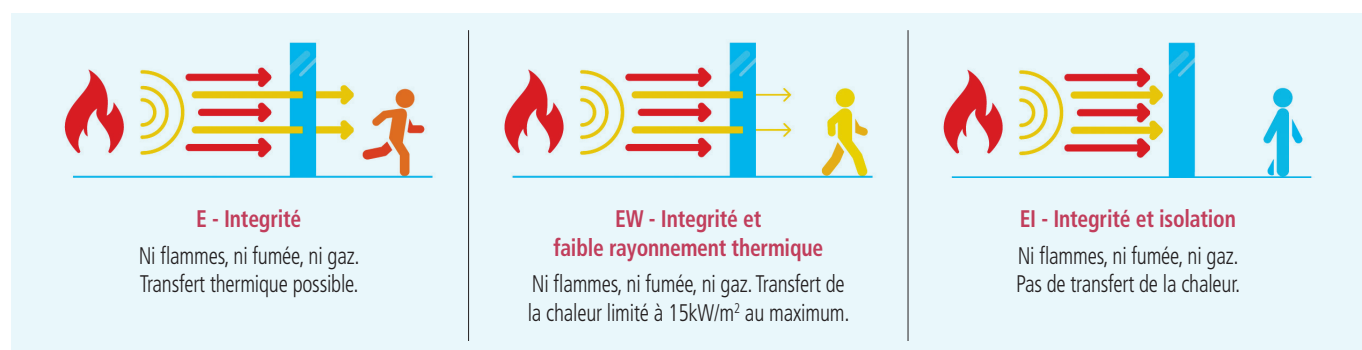 E - Integrité
Ni flammes, ni fumée, ni gaz.
Transfert thermique possible.
EW - Integrité et
faible rayonnement thermique
Ni flammes, ni fumée, ni gaz. Transfert de
la chaleur limité à 15kW/m² au maximum.
EI - Integrité et isolation
Ni flammes, ni fumée, ni gaz.
Pas de transfert de la chaleur.